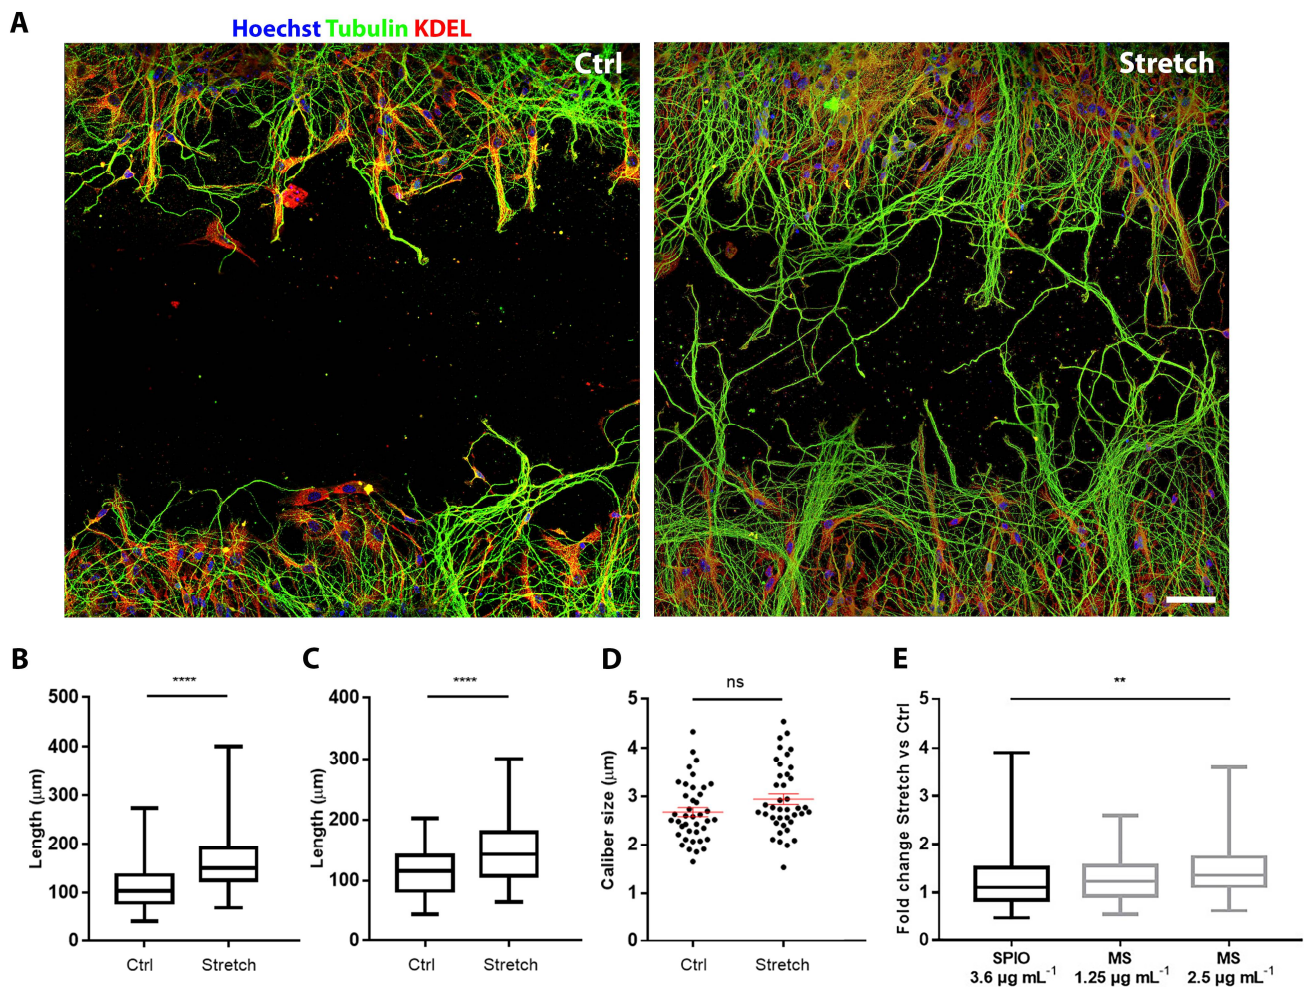 A
Hoechst Tubulin KDEL
Ctrl
Stretch
B
C
D
E
****
500
400
300
200
100
0
Length (μm)
Ctrl
Stretch
****
400
300
200
100
0
Length (μm)
Ctrl
Stretch
ns
5
4
3
2
1
0
Caliber size (μm)
Ctrl
Stretch
**
5
4
3
2
1
0
Fold change Stretch vs Ctrl
SPIO
3.6 μg mL-1
MS
1.25 μg mL-1
MS
2.5 μg mL-1